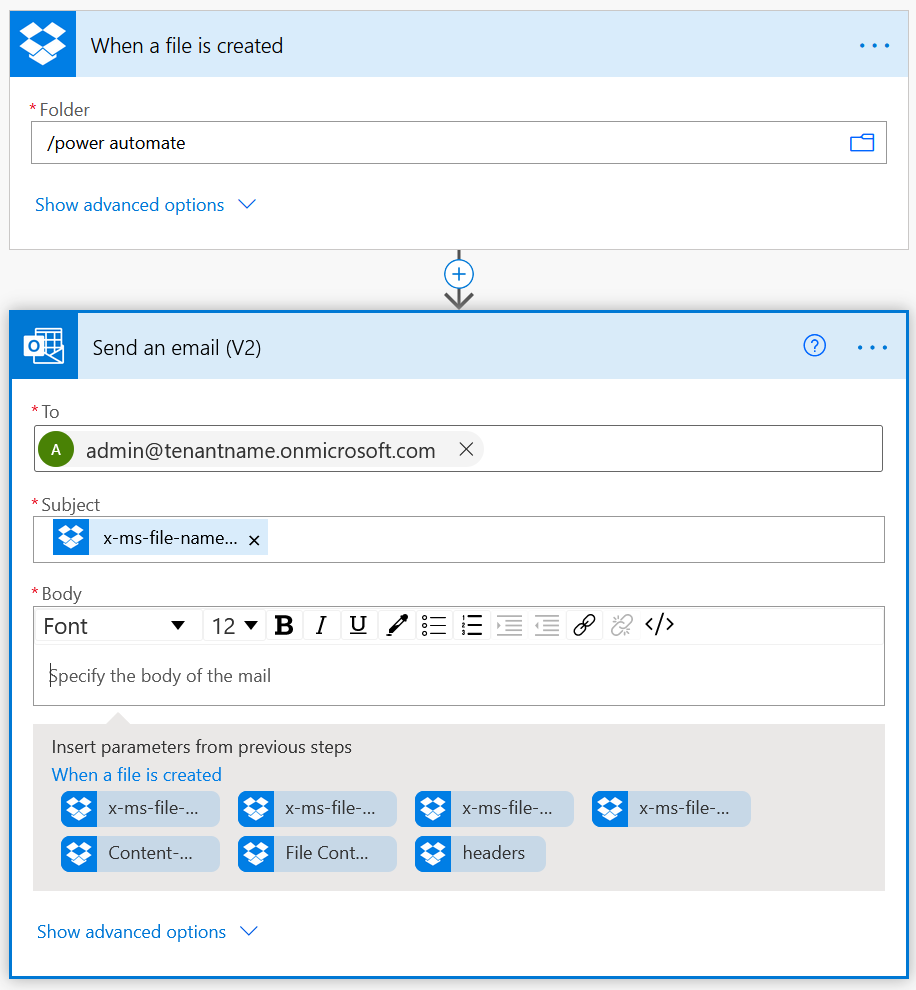 When a file is created
* Folder
/power automate
Show advanced options
Send an email (V2)
* To
A admin@tenantname.onmicrosoft.com
* Subject
x-ms-file-name...
* Body
Font 12 B I U </>
Specify the body of the mail
Insert parameters from previous steps
When a file is created
x-ms-file-... x-ms-file-... x-ms-file-... x-ms-file-...
Content-... File Cont... headers
Show advanced options